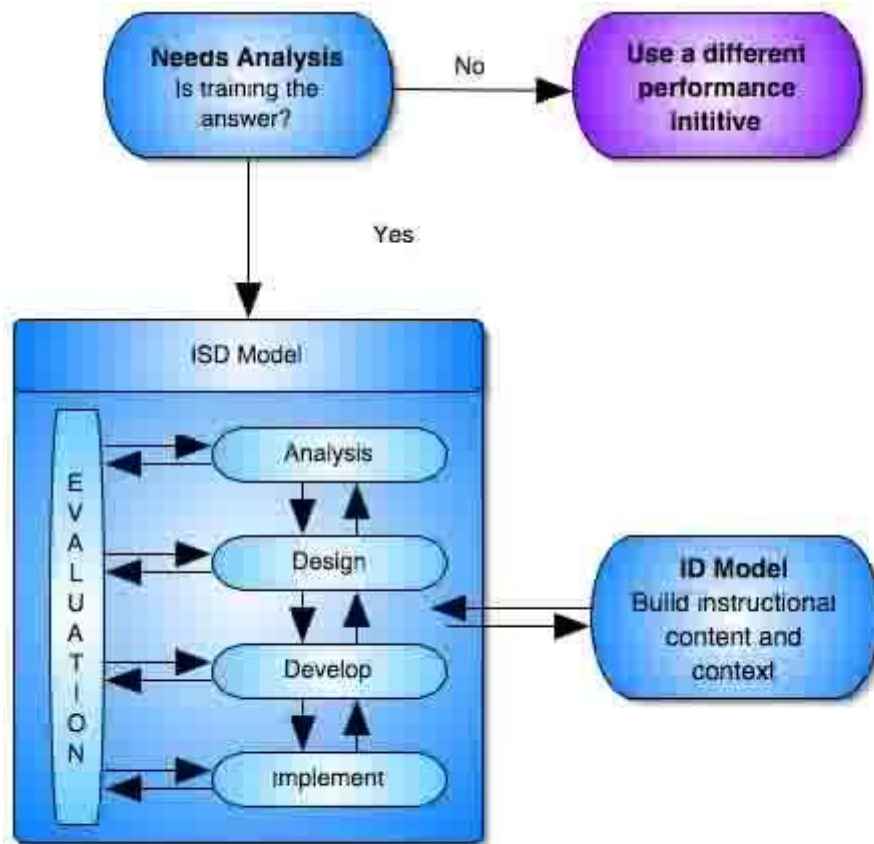 Needs Analysis
Is training the
answer?
No
Use a different
performance
Inititive
Yes
ISD Model
EVALUATION
Analysis
Design
Develop
Implement
ID Model
Build instructional
content and
context